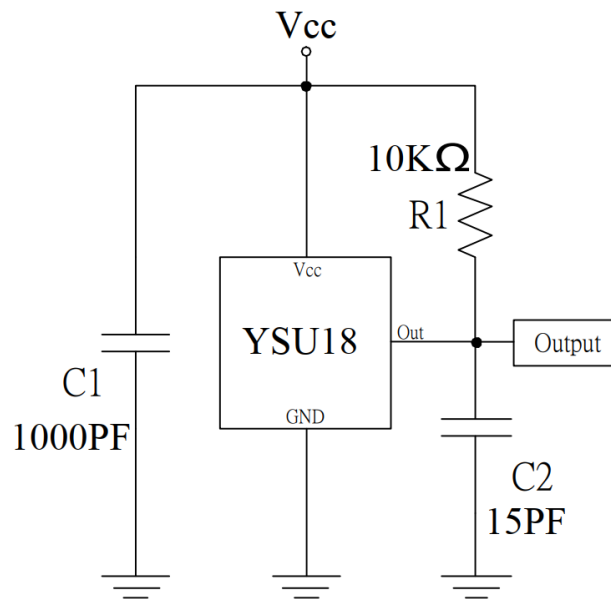 Vcc
10KΩ
R1
Vcc
YSU18
Out
Output
GND
C1
1000PF
C2
15PF